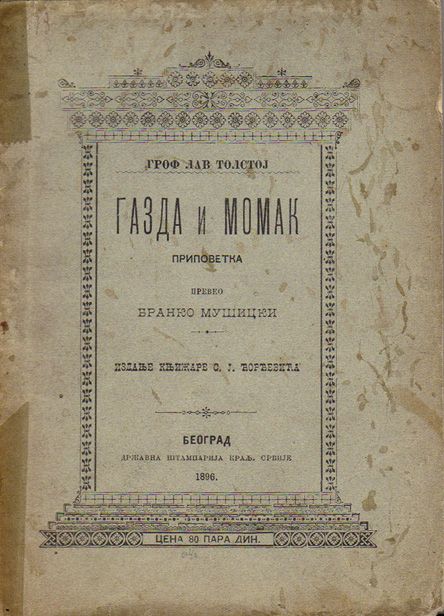 ГРОФ ЛАВ ТОЛСТОЈ
ГАЗДА И МОМАК
ПРИПОВЕТКА
ПРЕВЕО
БРАНКО МУШИЦКИ
ИЗДАЊЕ КЊИЖАРЕ
БЕОГРАД
ДРЖАВНА ШТАМПАРИЈА КРАЉ. СРБИЈЕ
1896.
ЦЕНА 80 ПАРА ДИН.